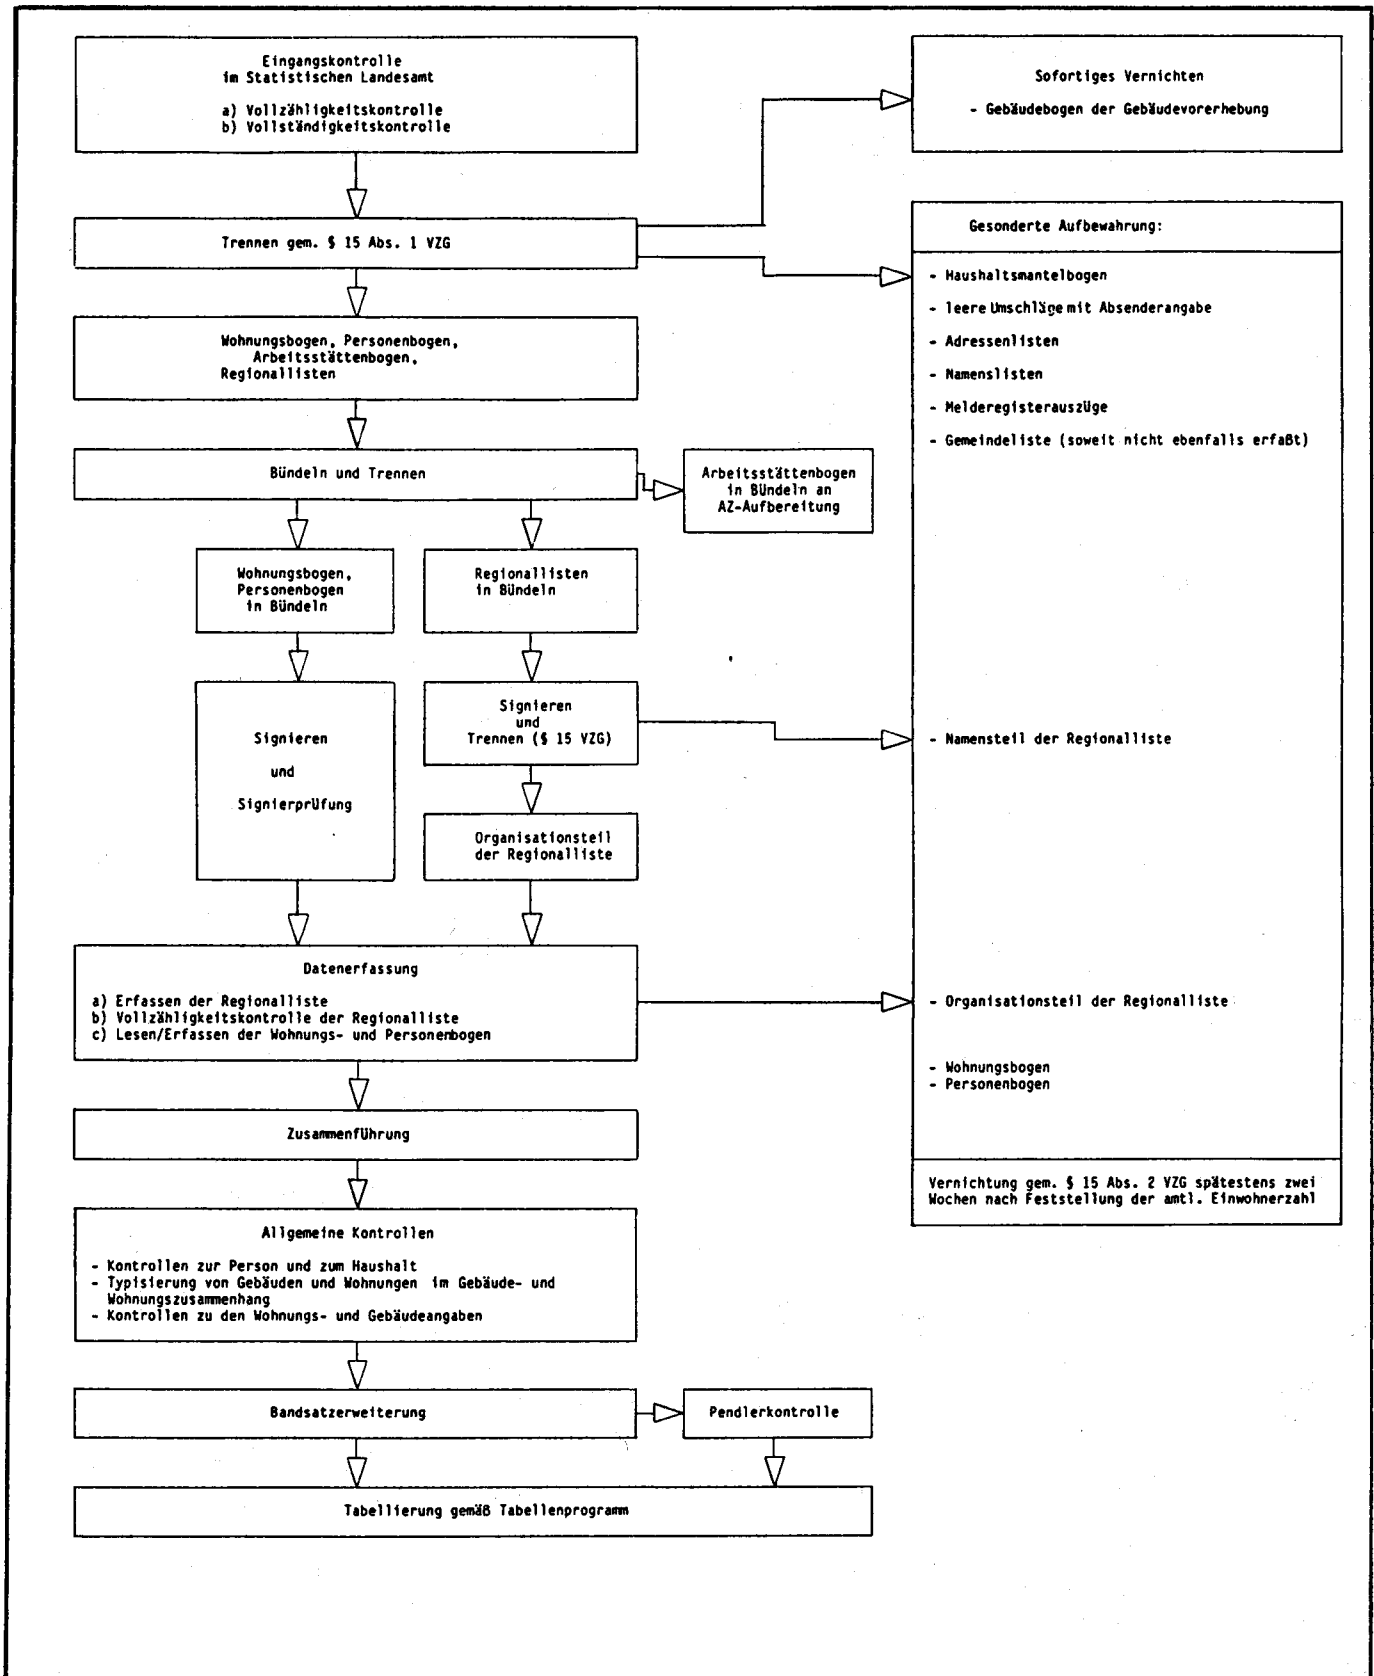 Eingangskontrolle
im Statistischen Landesamt
a) Vollzähligkeitskontrolle
b) Vollständigkeitskontrolle
Sofortiges Vernichten
- Gebäudebogen der Gebäudevorerhebung
Trennen gem. § 15 Abs. 1 VZG
Gesonderte Aufbewahrung:
- Haushaltsmantelbogen
- leere Umschläge mit Absenderangabe
- Adressenlisten
- Namenslisten
- Melderegisterauszüge
- Gemeindeliste (soweit nicht ebenfalls erfaßt)
Wohnungsbogen, Personenbogen,
Arbeitsstättenbogen,
Regionallisten
Bündeln und Trennen
Arbeitsstättenbogen
in Bündeln an
AZ-Aufbereitung
Wohnungsbogen,
Personenbogen
in Bündeln
Regionallisten
in Bündeln
Signieren
und
Signierprüfung
Signieren
und
Trennen (§ 15 VZG)
- Namensteil der Regionalliste
Organisationsteil
der Regionalliste
Datenerfassung
a) Erfassen der Regionalliste
b) Vollzähligkeitskontrolle der Regionalliste
c) Lesen/Erfassen der Wohnungs- und Personenbogen
- Organisationsteil der Regionalliste
- Wohnungsbogen
- Personenbogen
Zusammenführung
Vernichtung gem. § 15 Abs. 2 VZG spätestens zwei
Wochen nach Feststellung der amtl. Einwohnerzahl
Allgemeine Kontrollen
- Kontrollen zur Person und zum Haushalt
- Typisierung von Gebäuden und Wohnungen im Gebäude- und
Wohnungszusammenhang
- Kontrollen zu den Wohnungs- und Gebäudeangaben
Bandsatzerweiterung
Pendlerkontrolle
Tabellierung gemäß Tabellenprogramm